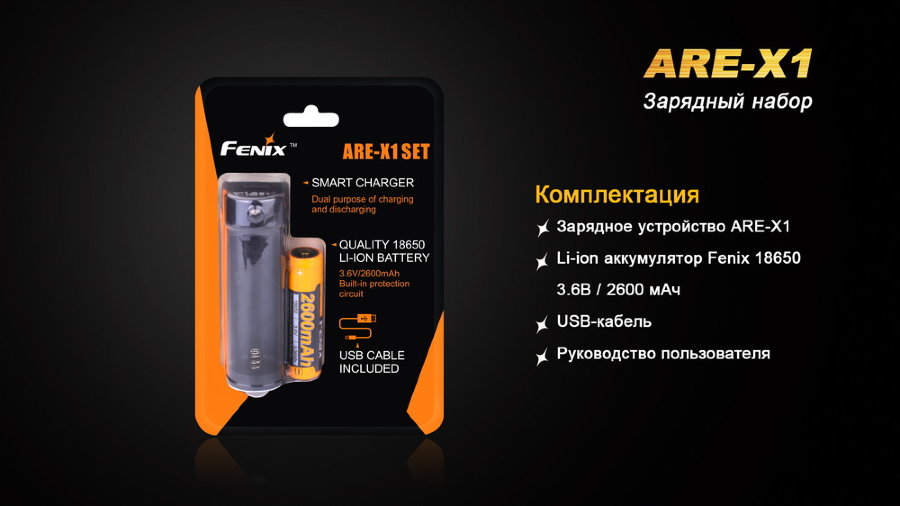 ARE-X1
Зарядный набор
FENIX™
ARE-X1 SET
SMART CHARGER
Dual purpose of charging
and discharging
QUALITY 18650
LI-ION BATTERY
3.6V/2600mAh
Built-in protection
circuit
USB CABLE
INCLUDED
2600mAh
Комплектация
Зарядное устройство ARE-X1
Li-ion аккумулятор Fenix 18650
3.6В / 2600 мАч
USB-кабель
Руководство пользователя